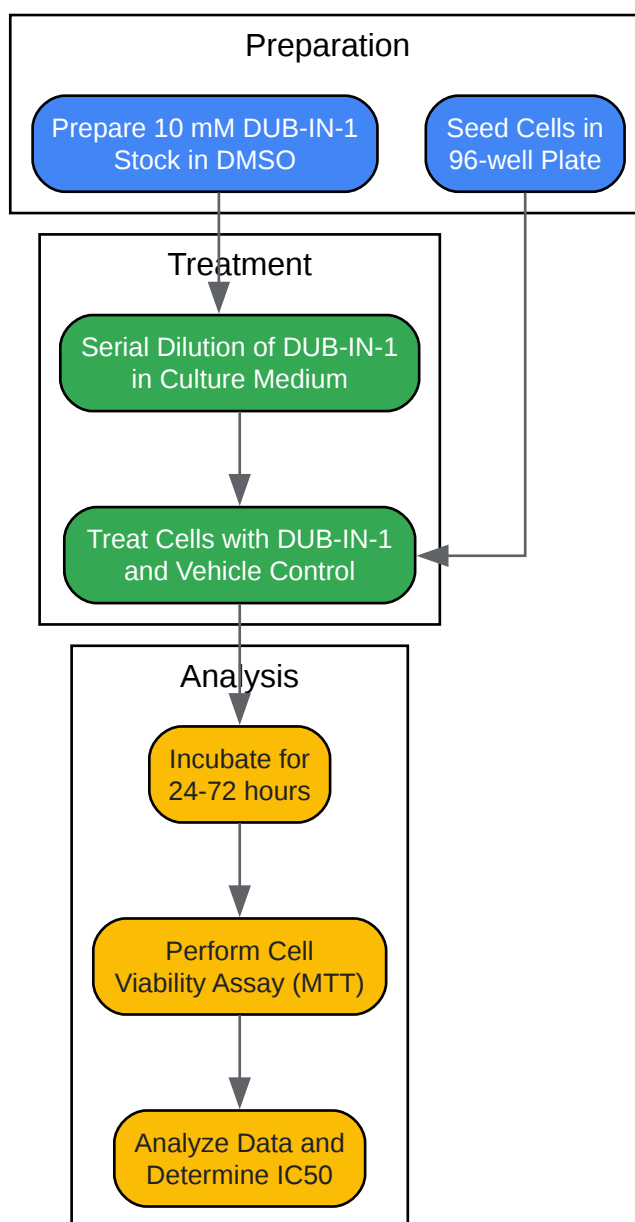 Preparation
Prepare 10 mM DUB-IN-1
Stock in DMSO
Seed Cells in
96-well Plate
Treatment
Serial Dilution of DUB-IN-1
in Culture Medium
Treat Cells with DUB-IN-1
and Vehicle Control
Analysis
Incubate for
24-72 hours
Perform Cell
Viability Assay (MTT)
Analyze Data and
Determine IC50